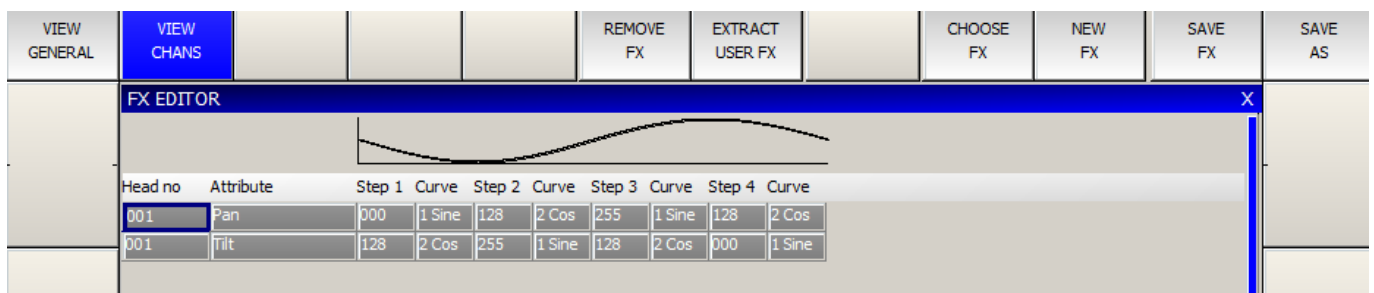 VIEW GENERAL
VIEW CHANS
REMOVE FX
EXTRACT USER FX
CHOOSE FX
NEW FX
SAVE FX
SAVE AS
FX EDITOR X
Head no Attribute Step 1 Curve Step 2 Curve Step 3 Curve Step 4 Curve
001 Pan 000 1 Sine 128 2 Cos 255 1 Sine 128 2 Cos
001 Tilt 128 2 Cos 255 1 Sine 128 2 Cos 000 1 Sine